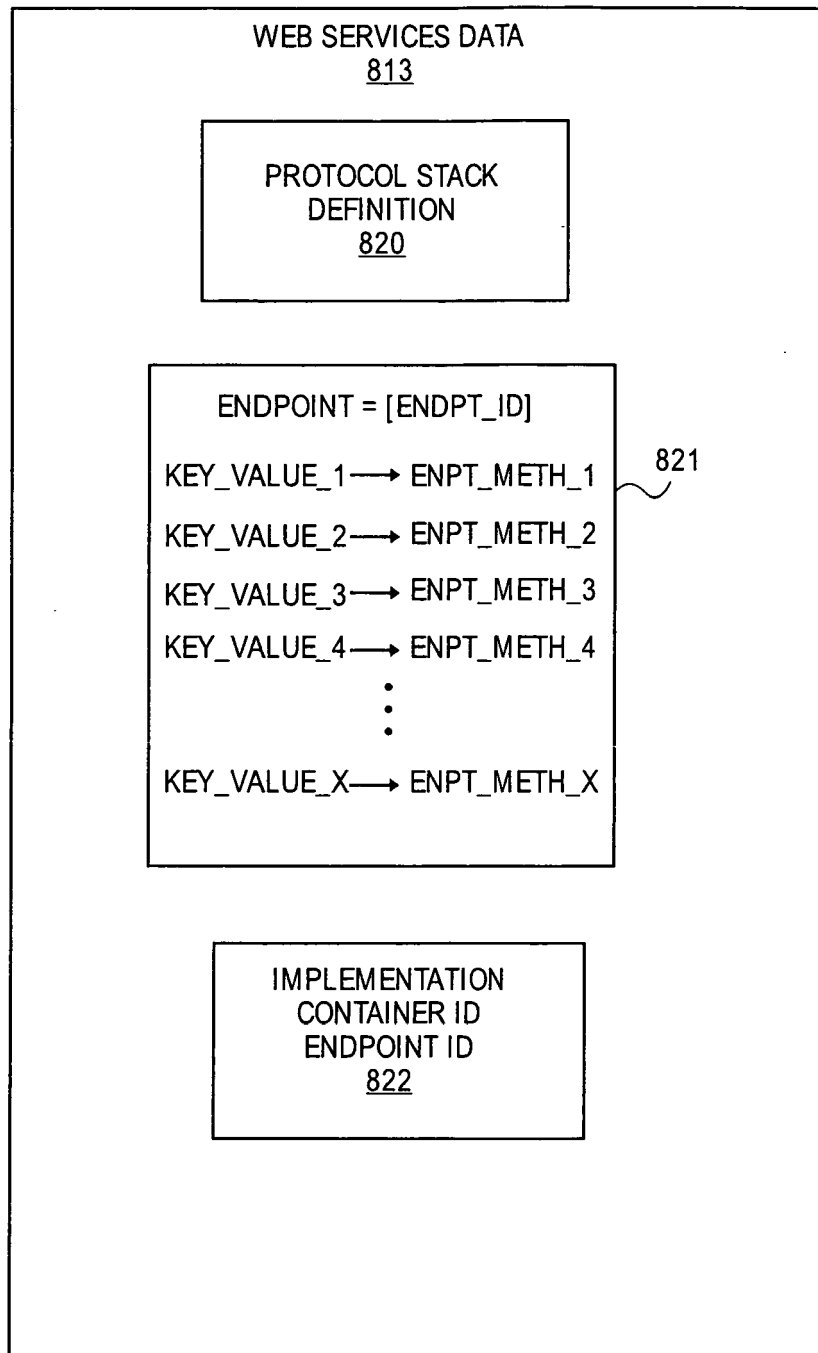 WEB SERVICES DATA
813
PROTOCOL STACK
DEFINITION
820
ENDPOINT = [ENDPT_ID]
KEY_VALUE_1 → ENPT_METH_1
821
KEY_VALUE_2 → ENPT_METH_2
KEY_VALUE_3 → ENPT_METH_3
KEY_VALUE_4 → ENPT_METH_4
KEY_VALUE_X → ENPT_METH_X
IMPLEMENTATION
CONTAINER ID
ENDPOINT ID
822